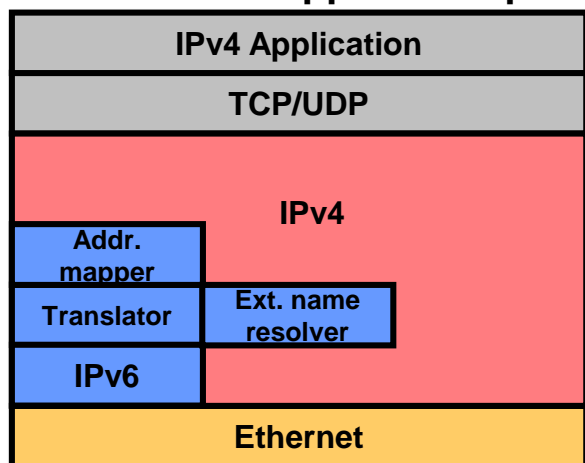 IPv4 Application
TCP/UDP
IPv4
Addr.
mapper
Translator
Ext. name
resolver
IPv6
Ethernet